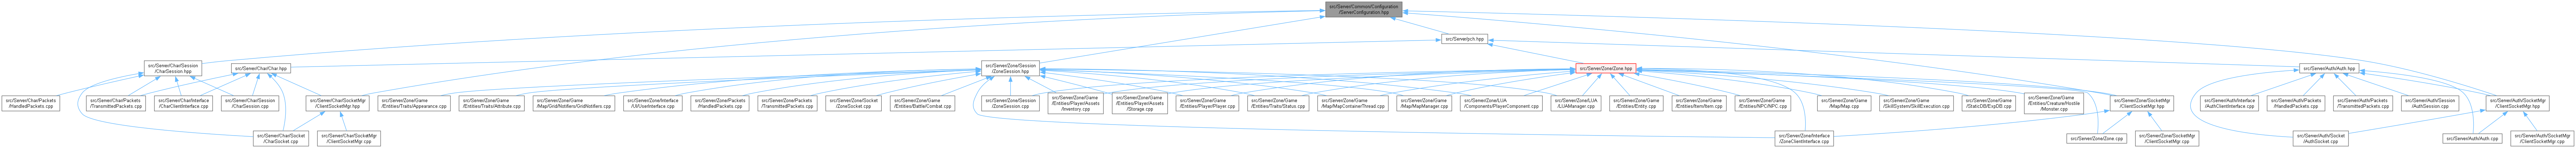 src/Server/Common/Configuration
/ServerConfiguration.hpp
src/Server/pch.hpp
src/Server/Char/Session
/CharSession.hpp
src/Server/Char/Char.hpp
src/Server/Zone/Session
/ZoneSession.hpp
src/Server/Zone/Zone.hpp
src/Server/Auth/Auth.hpp
src/Server/Char/Packets
/HandledPackets.cpp
src/Server/Char/Packets
/TransmittedPackets.cpp
src/Server/Char/Interface
/CharClientInterface.cpp
src/Server/Char/Session
/CharSession.cpp
src/Server/Char/SocketMgr
/ClientSocketMgr.hpp
src/Server/Zone/Game
/Entities/Traits/Appearance.cpp
src/Server/Zone/Game
/Entities/Traits/Attribute.cpp
src/Server/Zone/Game
/Map/GridNotifiers/GridNotifiers.cpp
src/Server/Zone/Interface
/UI/UserInterface.cpp
src/Server/Zone/Packets
/HandledPackets.cpp
src/Server/Zone/Packets
/TransmittedPackets.cpp
src/Server/Zone/Socket
/ZoneSocket.cpp
src/Server/Zone/Game
/Entities/Battle/Combat.cpp
src/Server/Zone/Session
/ZoneSession.cpp
src/Server/Zone/Game
/Entities/Player/Assets
/Inventory.cpp
src/Server/Zone/Game
/Entities/Player/Assets
/Storage.cpp
src/Server/Zone/Game
/Entities/Player/Player.cpp
src/Server/Zone/Game
/Entities/Traits/Status.cpp
src/Server/Zone/Game
/Map/MapContainerThread.cpp
src/Server/Zone/Game
/Map/MapManager.cpp
src/Server/Zone/LUA
/Components/PlayerComponent.cpp
src/Server/Zone/LUA
/LUAManager.cpp
src/Server/Zone/Game
/Entities/Entity.cpp
src/Server/Zone/Game
/Entities/Item/Item.cpp
src/Server/Zone/Game
/Entities/NPC/NPC.cpp
src/Server/Zone/Game
/Map/Map.cpp
src/Server/Zone/Game
/SkillSystem/SkillExecution.cpp
src/Server/Zone/Game
/StaticDB/ExpDB.cpp
src/Server/Zone/Game
/Entities/Creature/Hostile
/Monster.cpp
src/Server/Zone/SocketMgr
/ClientSocketMgr.hpp
src/Server/Auth/Interface
/AuthClientInterface.cpp
src/Server/Auth/Packets
/HandledPackets.cpp
src/Server/Auth/Packets
/TransmittedPackets.cpp
src/Server/Auth/Session
/AuthSession.cpp
src/Server/Auth/SocketMgr
/ClientSocketMgr.hpp
src/Server/Char/Socket
/CharSocket.cpp
src/Server/Char/SocketMgr
/ClientSocketMgr.cpp
src/Server/Zone/Interface
/ZoneClientInterface.cpp
src/Server/Zone/Zone.cpp
src/Server/Zone/SocketMgr
/ClientSocketMgr.cpp
src/Server/Auth/Socket
/AuthSocket.cpp
src/Server/Auth/Auth.cpp
src/Server/Auth/SocketMgr
/ClientSocketMgr.cpp